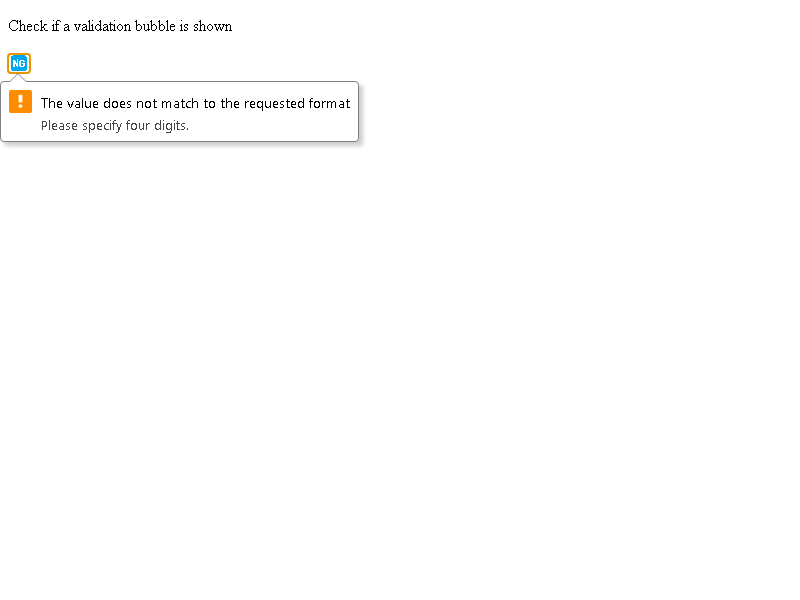 Check if a validation bubble is shown
NG
! The value does not match to the requested format
Please specify four digits.